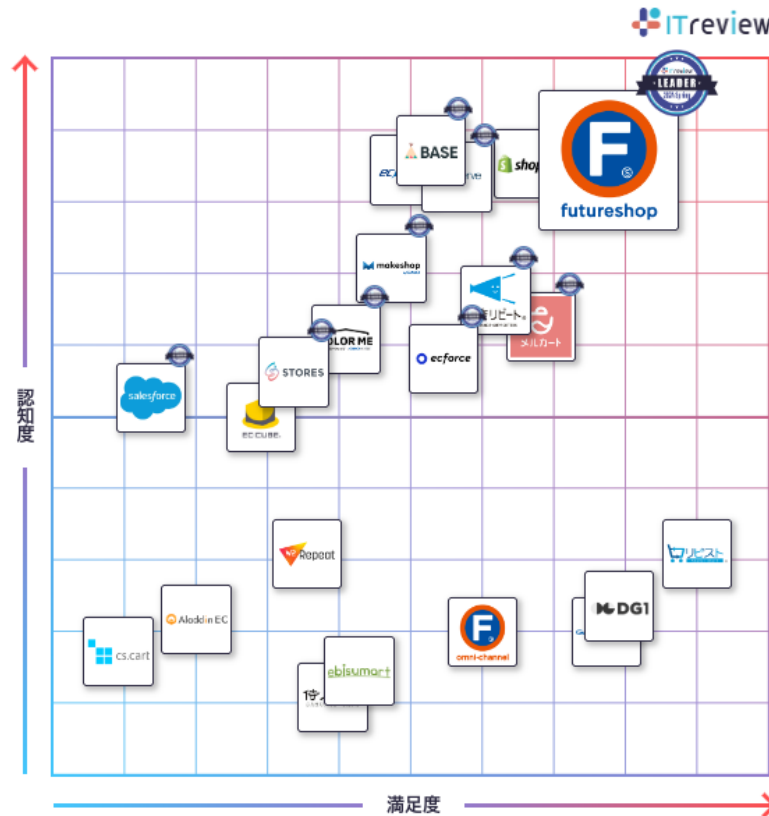 ITreview
ITreview
LEADER
BASE
shop
F
S
futureshop
makeshop
COLOR ME
リピート
メルカート
ecforce
STORES
salesforce
EC-CUBE
認知度
Repeat
リピスト
Aladdin EC
DG1
F
omni-channel
cs.cart
ebisumart
満足度